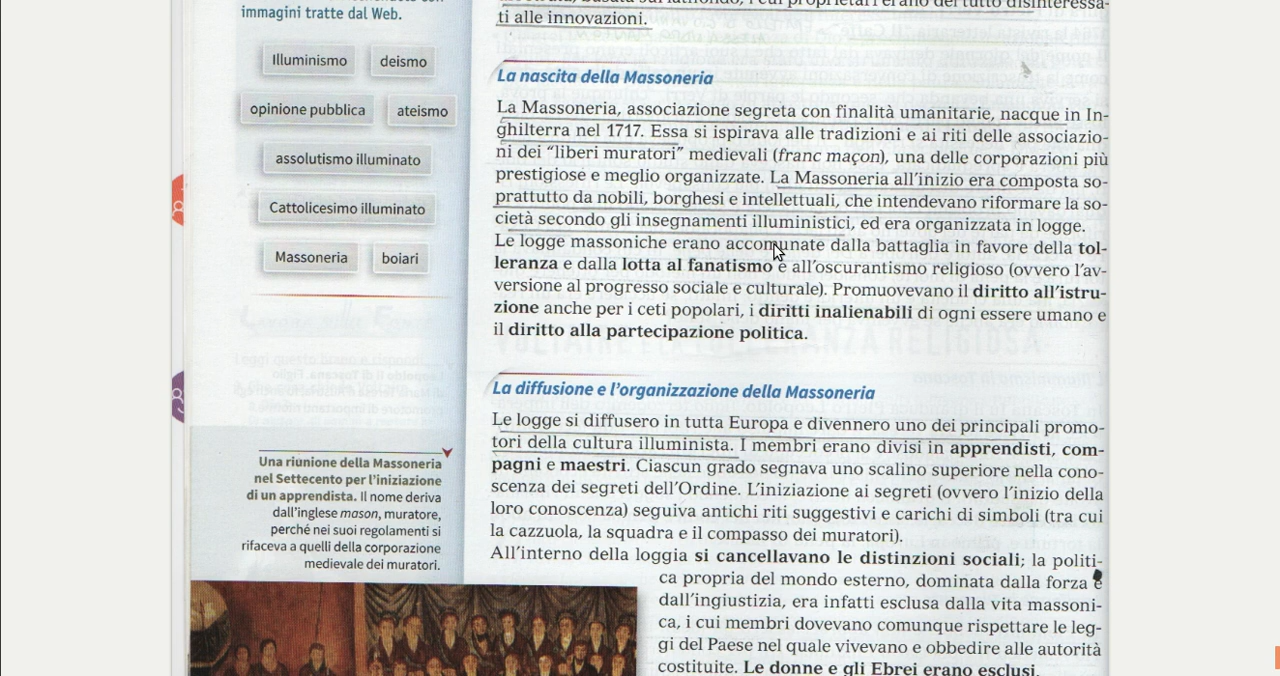 immagini tratte dal Web.
Illuminismo
deismo
opinione pubblica
ateismo
assolutismo illuminato
Cattolicesimo illuminato
Massoneria
boiari
Una riunione della Massoneria
nel Settecento per l'iniziazione
di un apprendista. Il nome deriva
dall'inglese mason, muratore,
perché nei suoi regolamenti si
rifaceva a quelli della corporazione
medievale dei muratori.
i cui proprietari erano del tutto disinteressa-
ti alle innovazioni.
La nascita della Massoneria
La Massoneria, associazione segreta con finalità umanitarie, nacque in In-
ghilterra nel 1717. Essa si ispirava alle tradizioni e ai riti delle associazio-
ni dei "liberi muratori" medievali (franc maçon), una delle corporazioni più
prestigiose e meglio organizzate. La Massoneria all'inizio era composta so-
prattutto da nobili, borghesi e intellettuali, che intendevano riformare la so-
cietà secondo gli insegnamenti illuministici, ed era organizzata in logge.
Le logge massoniche erano accomunate dalla battaglia in favore della tol-
leranza e dalla lotta al fanatismo e all'oscurantismo religioso (ovvero l'av-
versione al progresso sociale e culturale). Promuovevano il diritto all'istru-
zione anche per i ceti popolari, i diritti inalienabili di ogni essere umano e
il diritto alla partecipazione politica.
La diffusione e l'organizzazione della Massoneria
Le logge si diffusero in tutta Europa e divennero uno dei principali promo-
tori della cultura illuminista. I membri erano divisi in apprendisti, com-
pagni e maestri. Ciascun grado segnava uno scalino superiore nella cono-
scenza dei segreti dell'Ordine. L'iniziazione ai segreti (ovvero l'inizio della
loro conoscenza) seguiva antichi riti suggestivi e carichi di simboli (tra cui
la cazzuola, la squadra e il compasso dei muratori).
All'interno della loggia si cancellavano le distinzioni sociali; la politi-
ca propria del mondo esterno, dominata dalla forza e
dall'ingiustizia, era infatti esclusa dalla vita massoni-
ca, i cui membri dovevano comunque rispettare le leg-
gi del Paese nel quale vivevano e obbedire alle autorità
costituite. Le donne e gli Ebrei erano esclusi.